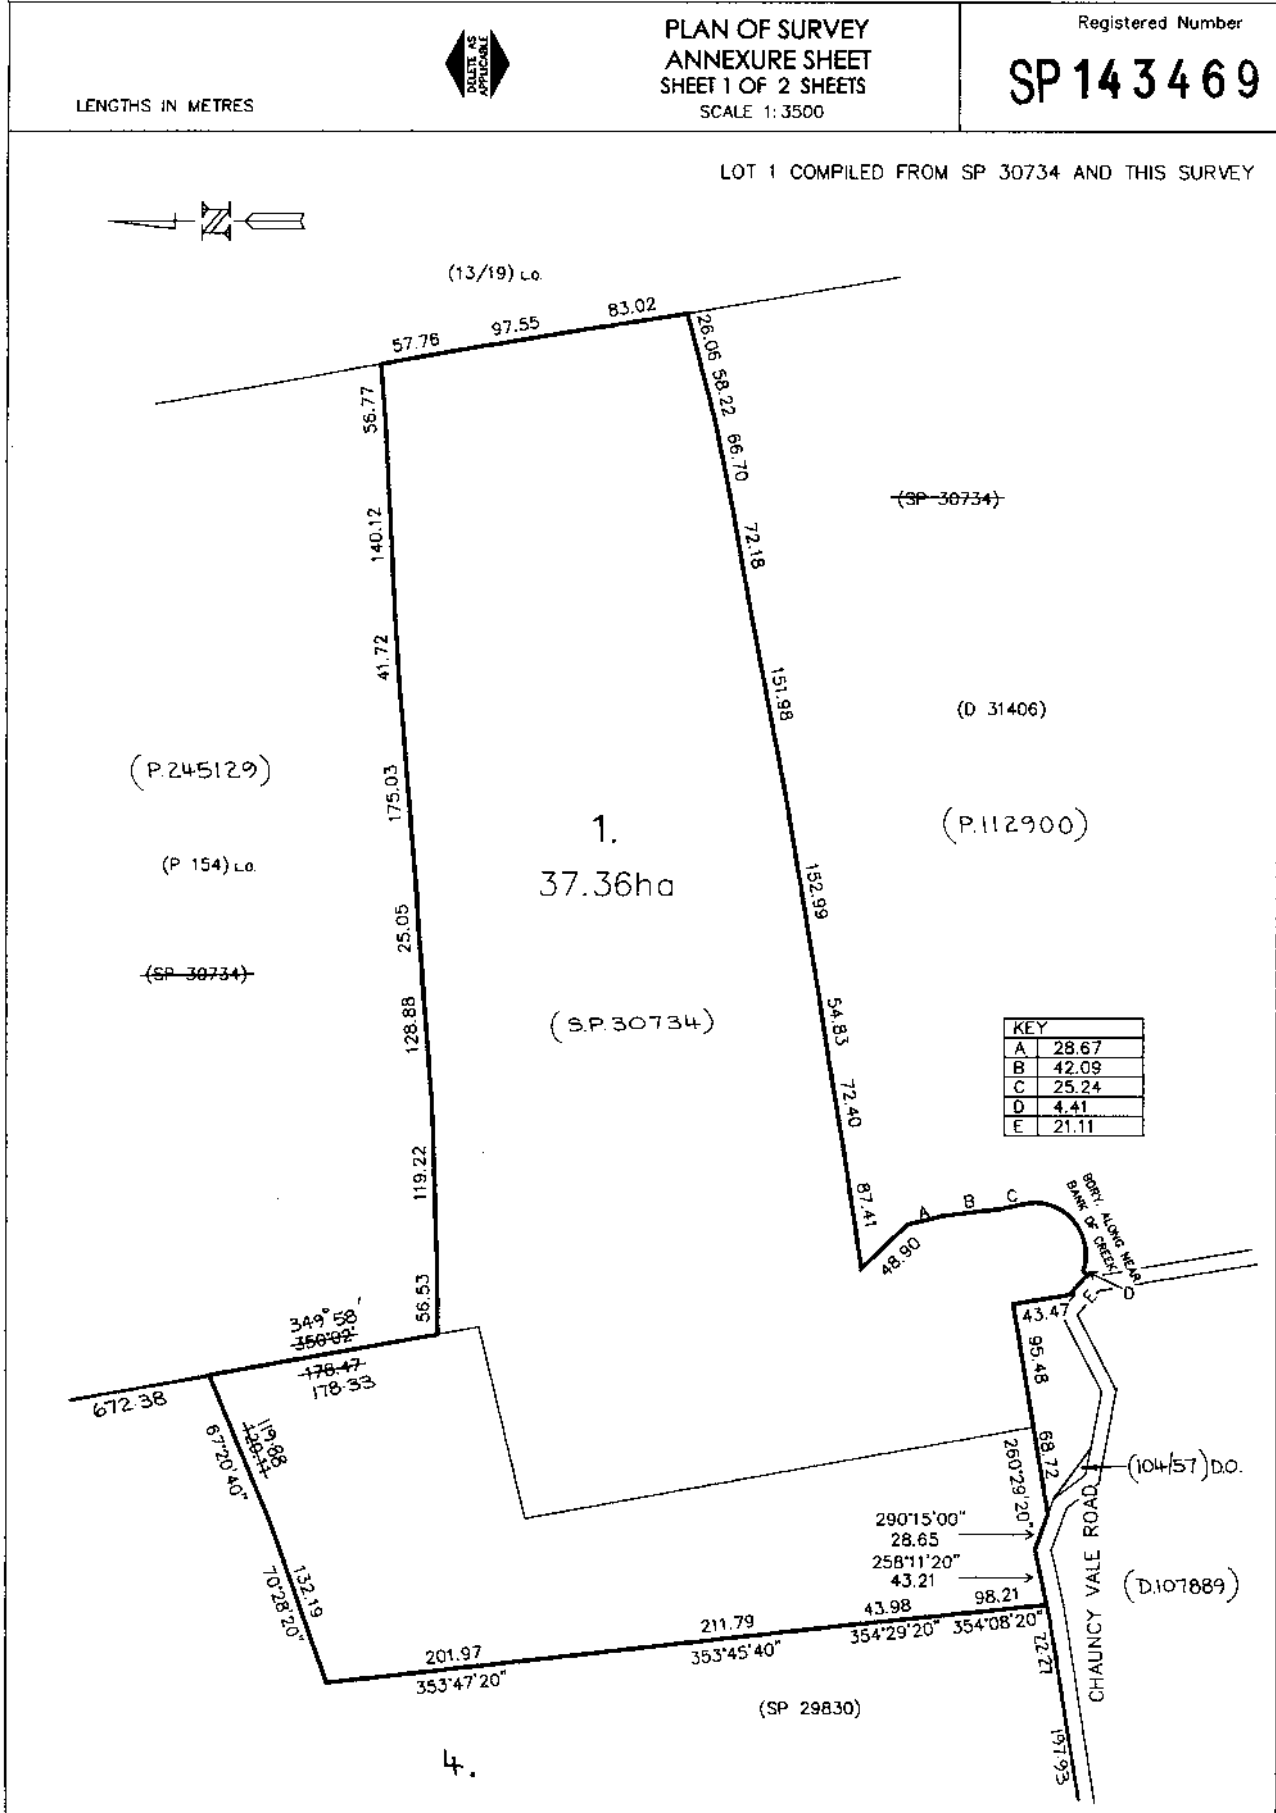 LENGTHS IN METRES
DELETE AS
APPLICABLE
PLAN OF SURVEY
ANNEXURE SHEET
SHEET 1 OF 2 SHEETS
SCALE 1:3500
Registered Number
SP 143469
LOT 1 COMPILED FROM SP 30734 AND THIS SURVEY
(13/19) L.O.
57.76
97.55
83.02
26.06
58.22
66.70
72.18
151.98
152.99
54.83
72.40
87.41
48.90
56.77
140.12
41.72
175.03
25.05
128.88
119.22
56.53
(SP 30734)
(D 31406)
(P.112900)
(P.245129)
(P 154) L.O.
(SP 30734)
1.
37.36ha
(S.P.30734)
KEY
A 28.67
B 42.09
C 25.24
D 4.41
E 21.11
A
B
C
BDRY. ALONG NEAR
BANK OF CREEK
D
E
43.47
95.48
68.72
260°29'20"
349°58'
350°02'
178.47
178.33
672.38
119.88
120.11
67°20'40"
132.19
70°28'20"
290°15'00"
28.65
258°11'20"
43.21
201.97
353°47'20"
211.79
353°45'40"
43.98
354°29'20"
98.21
354°08'20"
72.27
197.93
CHAUNCY VALE ROAD
(104/57) D.O.
(D.107889)
(SP 29830)
4.